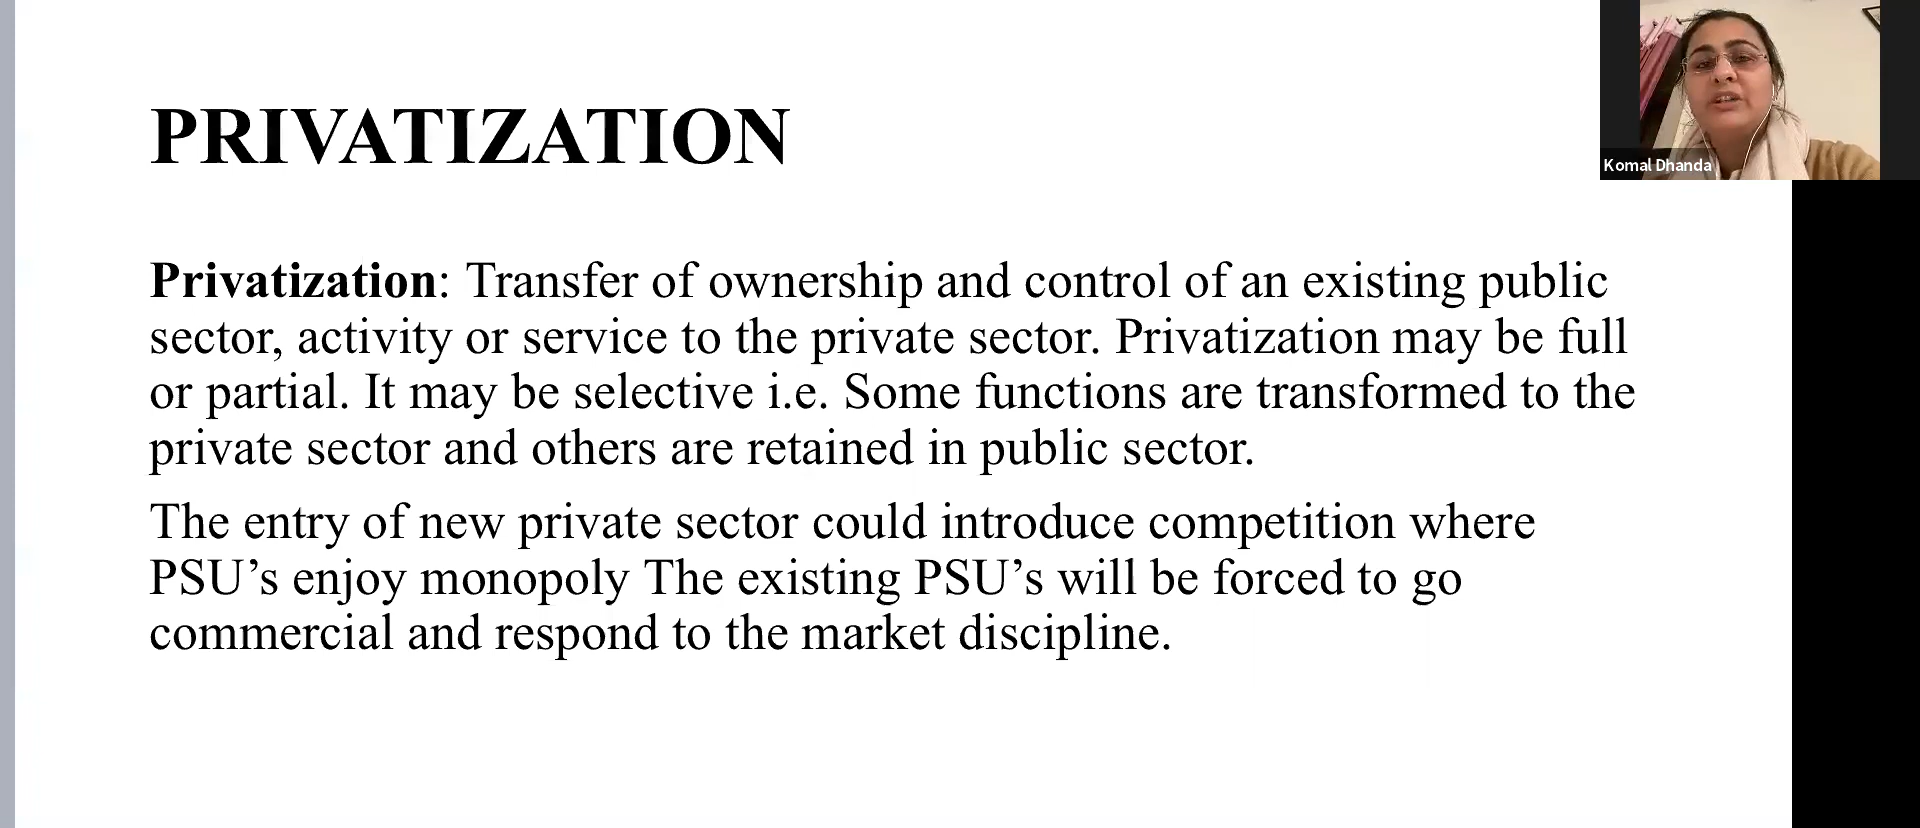 PRIVATIZATION
Komal Dhanda
Privatization: Transfer of ownership and control of an existing public
sector, activity or service to the private sector. Privatization may be full
or partial. It may be selective i.e. Some functions are transformed to the
private sector and others are retained in public sector.
The entry of new private sector could introduce competition where
PSU’s enjoy monopoly The existing PSU’s will be forced to go
commercial and respond to the market discipline.